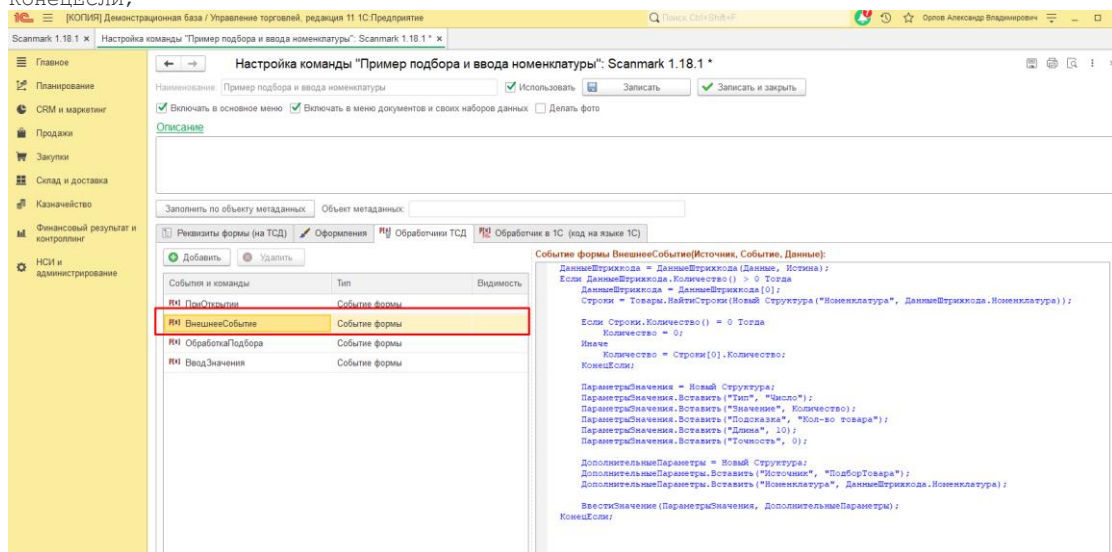 КонецЕсли;
1С [КОПИЯ] Демонстрационная база / Управление торговлей, редакция 11 1С:Предприятие Поиск Ctrl+Shift+F Орлов Александр Владимирович
Scanmark 1.18.1 × Настройка команды "Пример подбора и ввода номенклатуры": Scanmark 1.18.1 * ×
Главное
Планирование
CRM и маркетинг
Продажи
Закупки
Склад и доставка
Казначейство
Финансовый результат и
контроллинг
НСИ и
администрирование
Настройка команды "Пример подбора и ввода номенклатуры": Scanmark 1.18.1 *
Наименование: Пример подбора и ввода номенклатуры Использовать Записать Записать и закрыть
Включать в основное меню Включать в меню документов и своих наборов данных Делать фото
Описание
Заполнить по объекту метаданных Объект метаданных:
Реквизиты формы (на ТСД) Оформления Обработчики ТСД Обработчик в 1С (код на языке 1С)
Добавить Удалить
События и команды Тип Видимость
ПриОткрытии Событие формы
ВнешнееСобытие Событие формы
ОбработкаПодбора Событие формы
ВводЗначения Событие формы
Событие формы ВнешнееСобытие(Источник, Событие, Данные):
ДанныеШтрихкода = ДанныеШтрихкода(Данные, Истина);
Если ДанныеШтрихкода.Количество() > 0 Тогда
ДанныеШтрихкода = ДанныеШтрихкода[0];
Строки = Товары.НайтиСтроки(Новый Структура("Номенклатура", ДанныеШтрихкода.Номенклатура));
Если Строки.Количество() = 0 Тогда
Количество = 0;
Иначе
Количество = Строки[0].Количество;
КонецЕсли;
ПараметрыЗначения = Новый Структура;
ПараметрыЗначения.Вставить("Тип", "Число");
ПараметрыЗначения.Вставить("Значение", Количество);
ПараметрыЗначения.Вставить("Подсказка", "Кол-во товара");
ПараметрыЗначения.Вставить("Длина", 10);
ПараметрыЗначения.Вставить("Точность", 0);
ДополнительныеПараметры = Новый Структура;
ДополнительныеПараметры.Вставить("Источник", "ПодборТовара");
ДополнительныеПараметры.Вставить("Номенклатура", ДанныеШтрихкода.Номенклатура);
ВвестиЗначение(ПараметрыЗначения, ДополнительныеПараметры);
КонецЕсли;